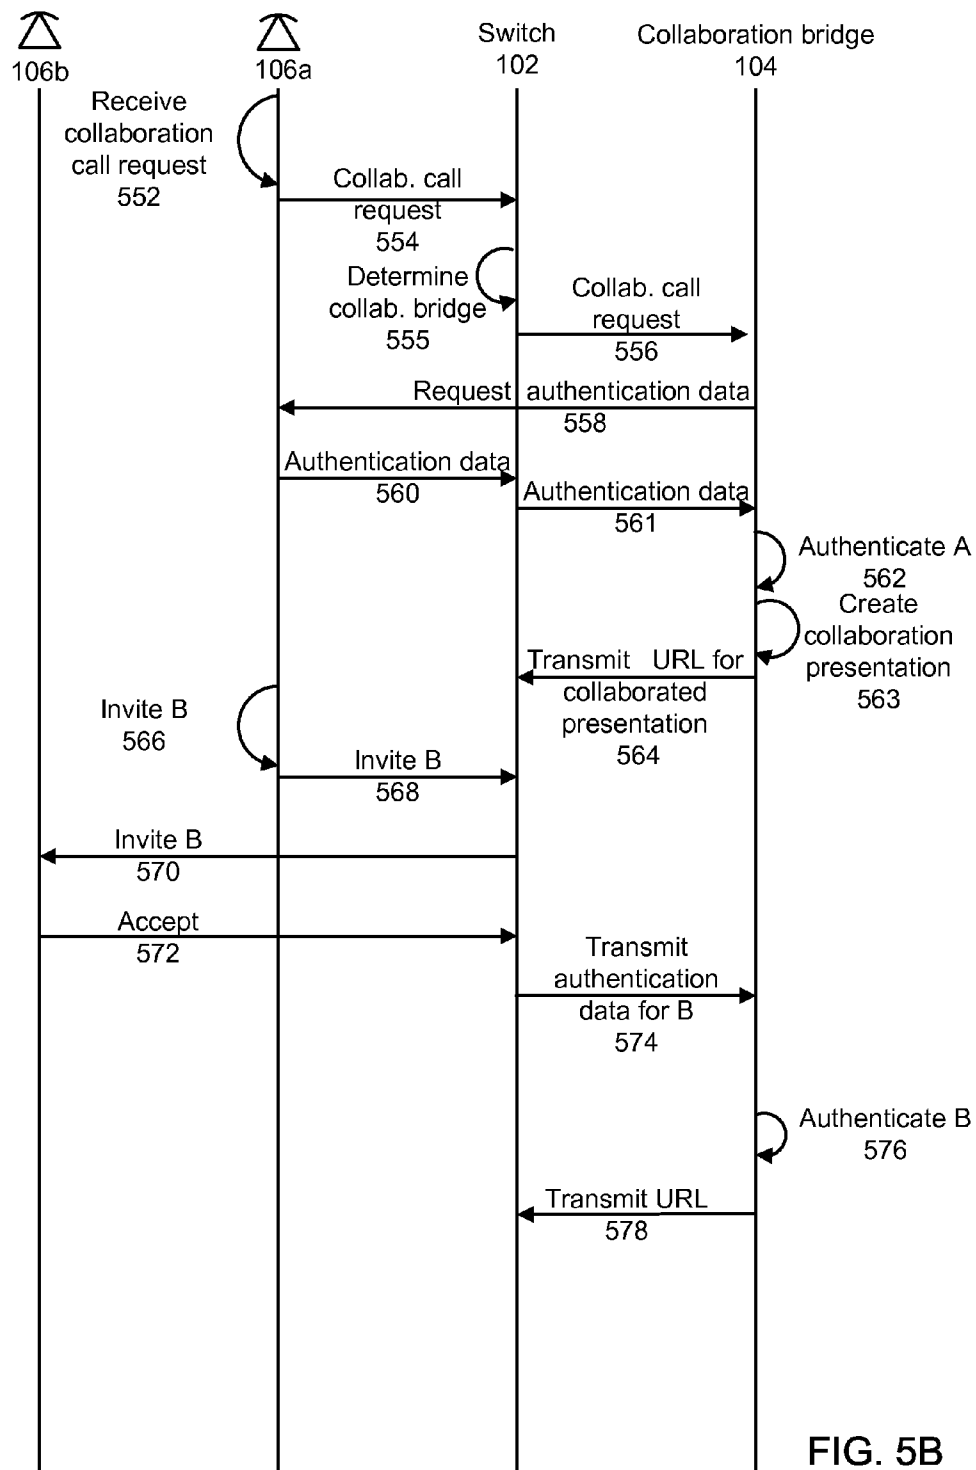 106b
106a
Switch
102
Collaboration bridge
104
Receive
collaboration
call request
552
Collab. call
request
554
Determine
collab. bridge
555
Collab. call
request
556
Request authentication data
558
Authentication data
560
Authentication data
561
Authenticate A
562
Create
collaboration
presentation
563
Transmit URL for
collaborated
presentation
564
Invite B
566
Invite B
568
Invite B
570
Accept
572
Transmit
authentication
data for B
574
Authenticate B
576
Transmit URL
578
FIG. 5B